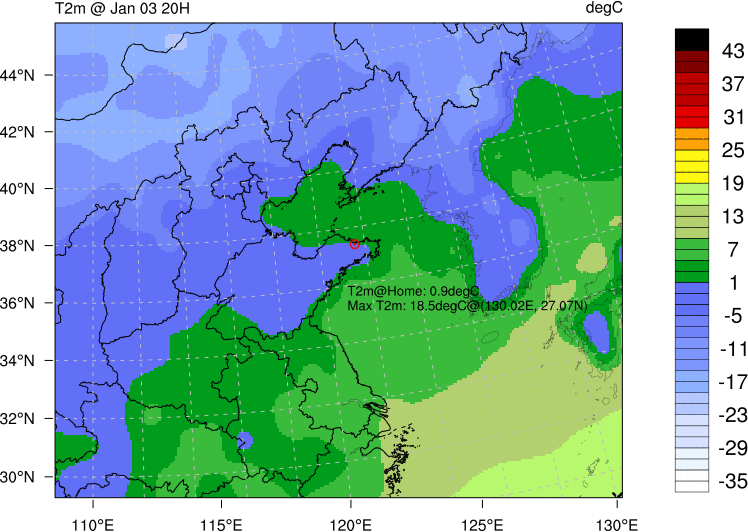 T2m @ Jan 03 20H
degC
44°N
42°N
40°N
38°N
36°N
34°N
32°N
30°N
T2m@Home: 0.9degC
Max T2m: 18.5degC@(130.02E, 27.07N)
110°E
115°E
120°E
125°E
130°E
43
37
31
25
19
13
7
1
-5
-11
-17
-23
-29
-35